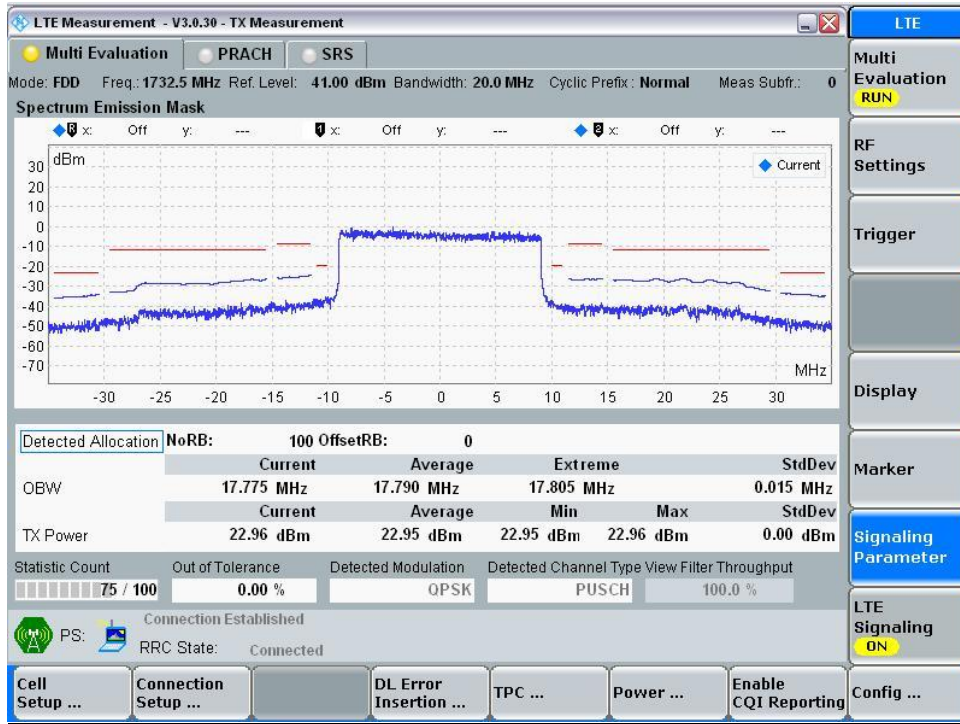 LTE Measurement - V3.0.30 - TX Measurement
LTE
Multi Evaluation PRACH SRS
Mode: FDD Freq.: 1732.5 MHz Ref. Level: 41.00 dBm Bandwidth: 20.0 MHz Cyclic Prefix: Normal Meas Subfr.: 0
Spectrum Emission Mask
R x: Off y: --- 1 x: Off y: --- 2 x: Off y: ---
dBm
Current
30
20
10
0
-10
-20
-30
-40
-50
-60
-70
MHz
-30 -25 -20 -15 -10 -5 0 5 10 15 20 25 30
Detected Allocation NoRB: 100 OffsetRB: 0
Current Average Extreme StdDev
OBW 17.775 MHz 17.790 MHz 17.805 MHz 0.015 MHz
Current Average Min Max StdDev
TX Power 22.96 dBm 22.95 dBm 22.95 dBm 22.96 dBm 0.00 dBm
Statistic Count Out of Tolerance Detected Modulation Detected Channel Type View Filter Throughput
75 / 100 0.00 % QPSK PUSCH 100.0 %
PS: Connection Established
RRC State: Connected
Multi
Evaluation
RUN
RF
Settings
Trigger
Display
Marker
Signaling
Parameter
LTE
Signaling
ON
Cell
Setup ...
Connection
Setup ...
DL Error
Insertion ...
TPC ...
Power ...
Enable
CQI Reporting
Config ...